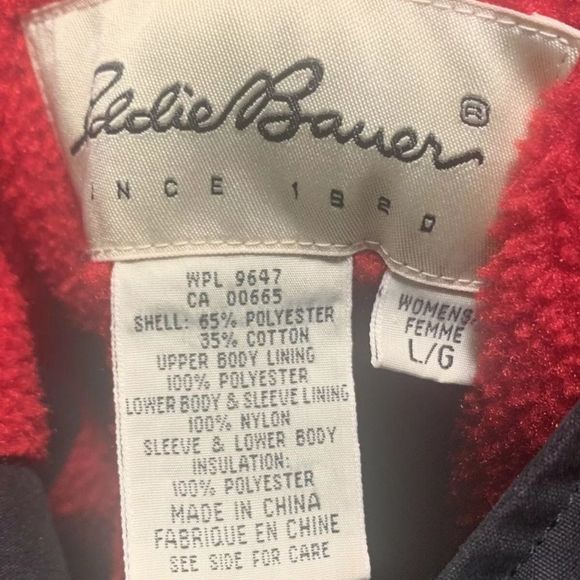 Eddie Bauer ®
SINCE 1920
WPL 9647
CA 00665
SHELL: 65% POLYESTER
35% COTTON
UPPER BODY LINING
100% POLYESTER
LOWER BODY & SLEEVE LINING
100% NYLON
SLEEVE & LOWER BODY
INSULATION:
100% POLYESTER
MADE IN CHINA
FABRIQUE EN CHINE
SEE SIDE FOR CARE
WOMENS
FEMME
L/G